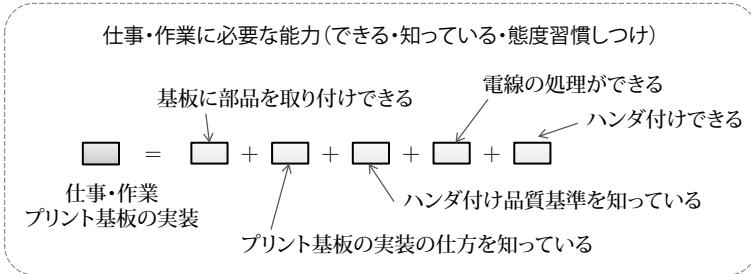 仕事・作業に必要な能力(できる・知っている・態度習慣しつけ)
電線の処理ができる
基板に部品を取り付けできる
ハンダ付けできる
= + + + +
仕事・作業
プリント基板の実装
ハンダ付け品質基準を知っている
プリント基板の実装の仕方を知っている